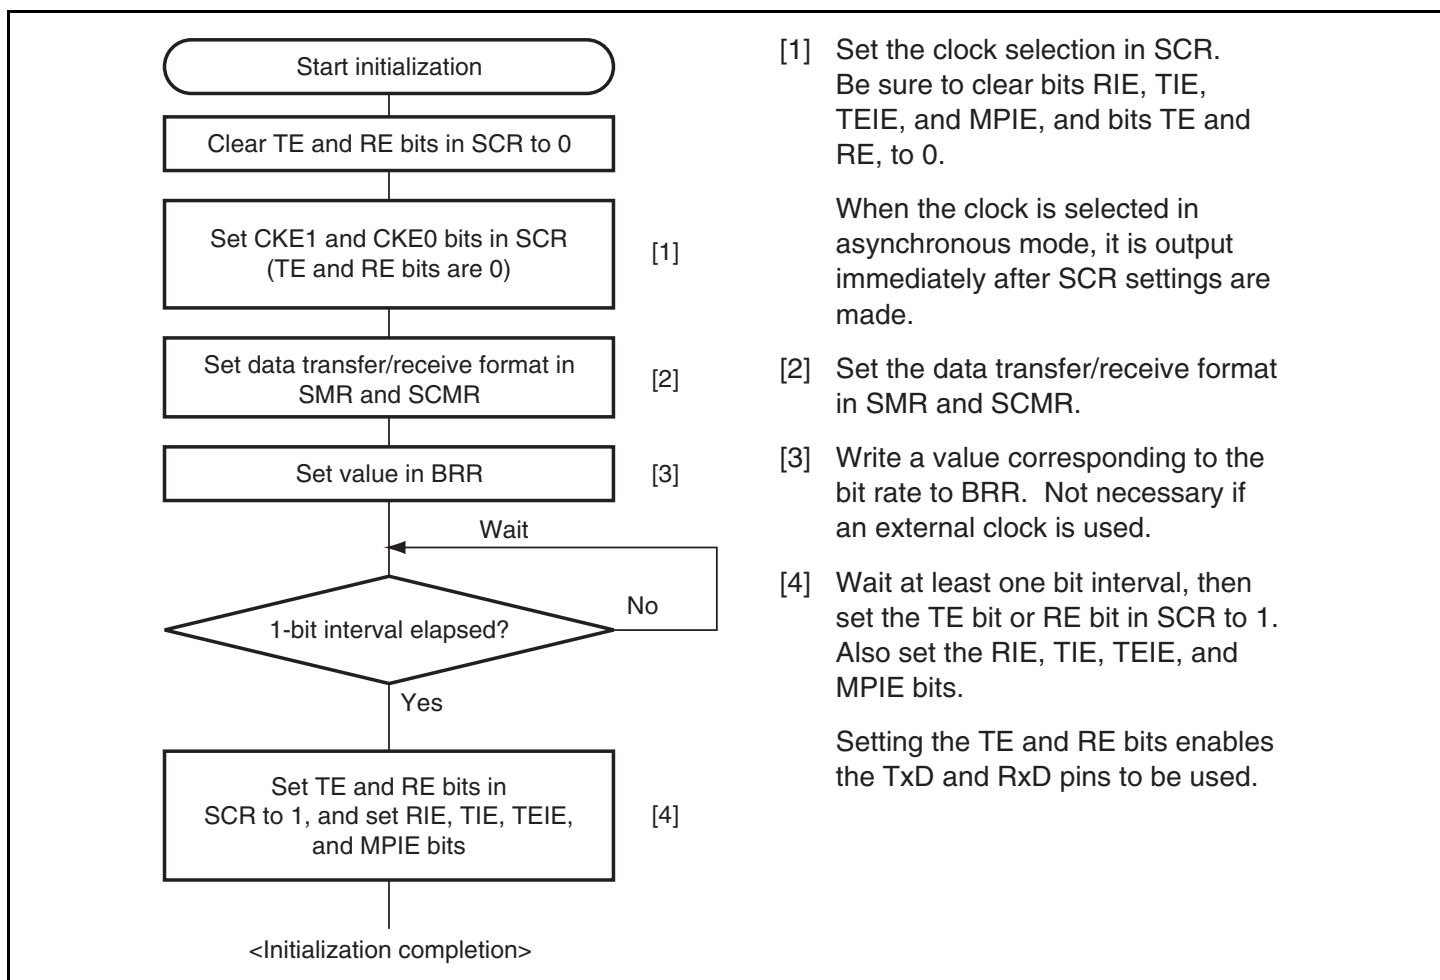 Start initialization
Clear TE and RE bits in SCR to 0
Set CKE1 and CKE0 bits in SCR
(TE and RE bits are 0)
[1]
Set data transfer/receive format in
SMR and SCMR
[2]
Set value in BRR
[3]
Wait
1-bit interval elapsed?
No
Yes
Set TE and RE bits in
SCR to 1, and set RIE, TIE, TEIE,
and MPIE bits
[4]
<Initialization completion>
[1] Set the clock selection in SCR.
Be sure to clear bits RIE, TIE,
TEIE, and MPIE, and bits TE and
RE, to 0.
When the clock is selected in
asynchronous mode, it is output
immediately after SCR settings are
made.
[2] Set the data transfer/receive format
in SMR and SCMR.
[3] Write a value corresponding to the
bit rate to BRR. Not necessary if
an external clock is used.
[4] Wait at least one bit interval, then
set the TE bit or RE bit in SCR to 1.
Also set the RIE, TIE, TEIE, and
MPIE bits.
Setting the TE and RE bits enables
the TxD and RxD pins to be used.